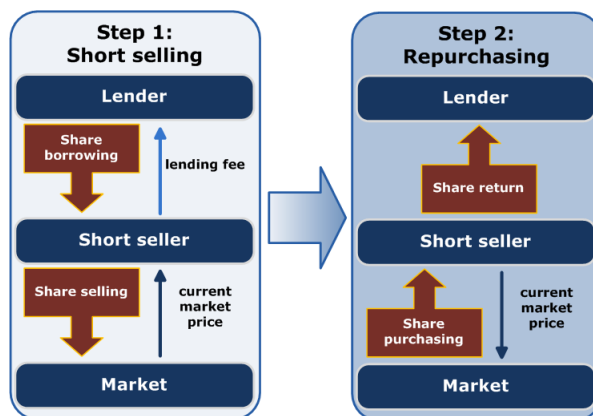 Step 1:
Short selling
Lender
Share
borrowing
lending fee
Short seller
Share selling
current
market
price
Market
Step 2:
Repurchasing
Lender
Share return
Short seller
Share
purchasing
current
market
price
Market